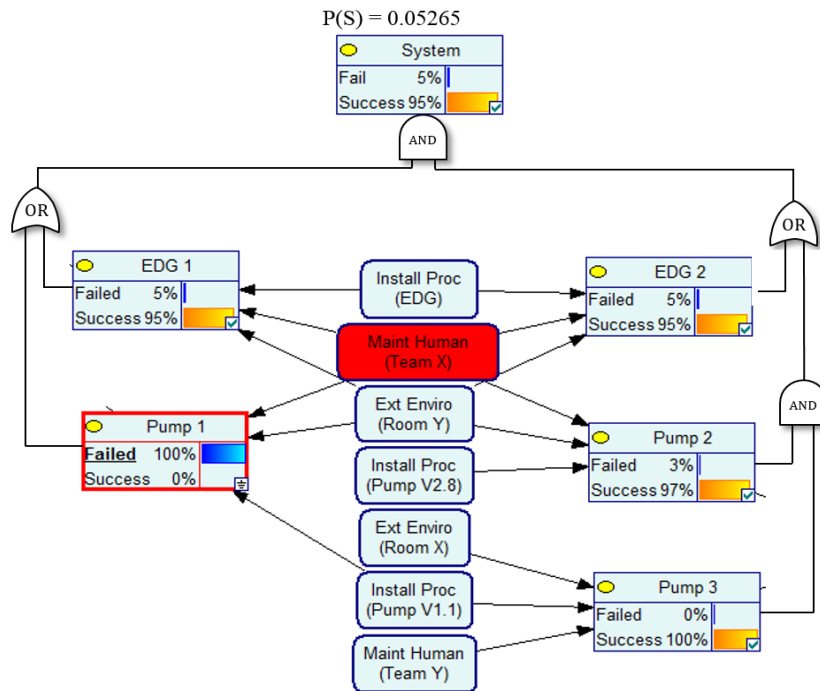 P(S) = 0.05265
System
Fail 5%
Success 95%
AND
OR
OR
EDG 1
Failed 5%
Success 95%
Install Proc
(EDG)
EDG 2
Failed 5%
Success 95%
Maint Human
(Team X)
Ext Enviro
(Room Y)
AND
Pump 1
Failed 100%
Success 0%
Pump 2
Failed 3%
Success 97%
Install Proc
(Pump V2.8)
Ext Enviro
(Room X)
Install Proc
(Pump V1.1)
Pump 3
Failed 0%
Success 100%
Maint Human
(Team Y)